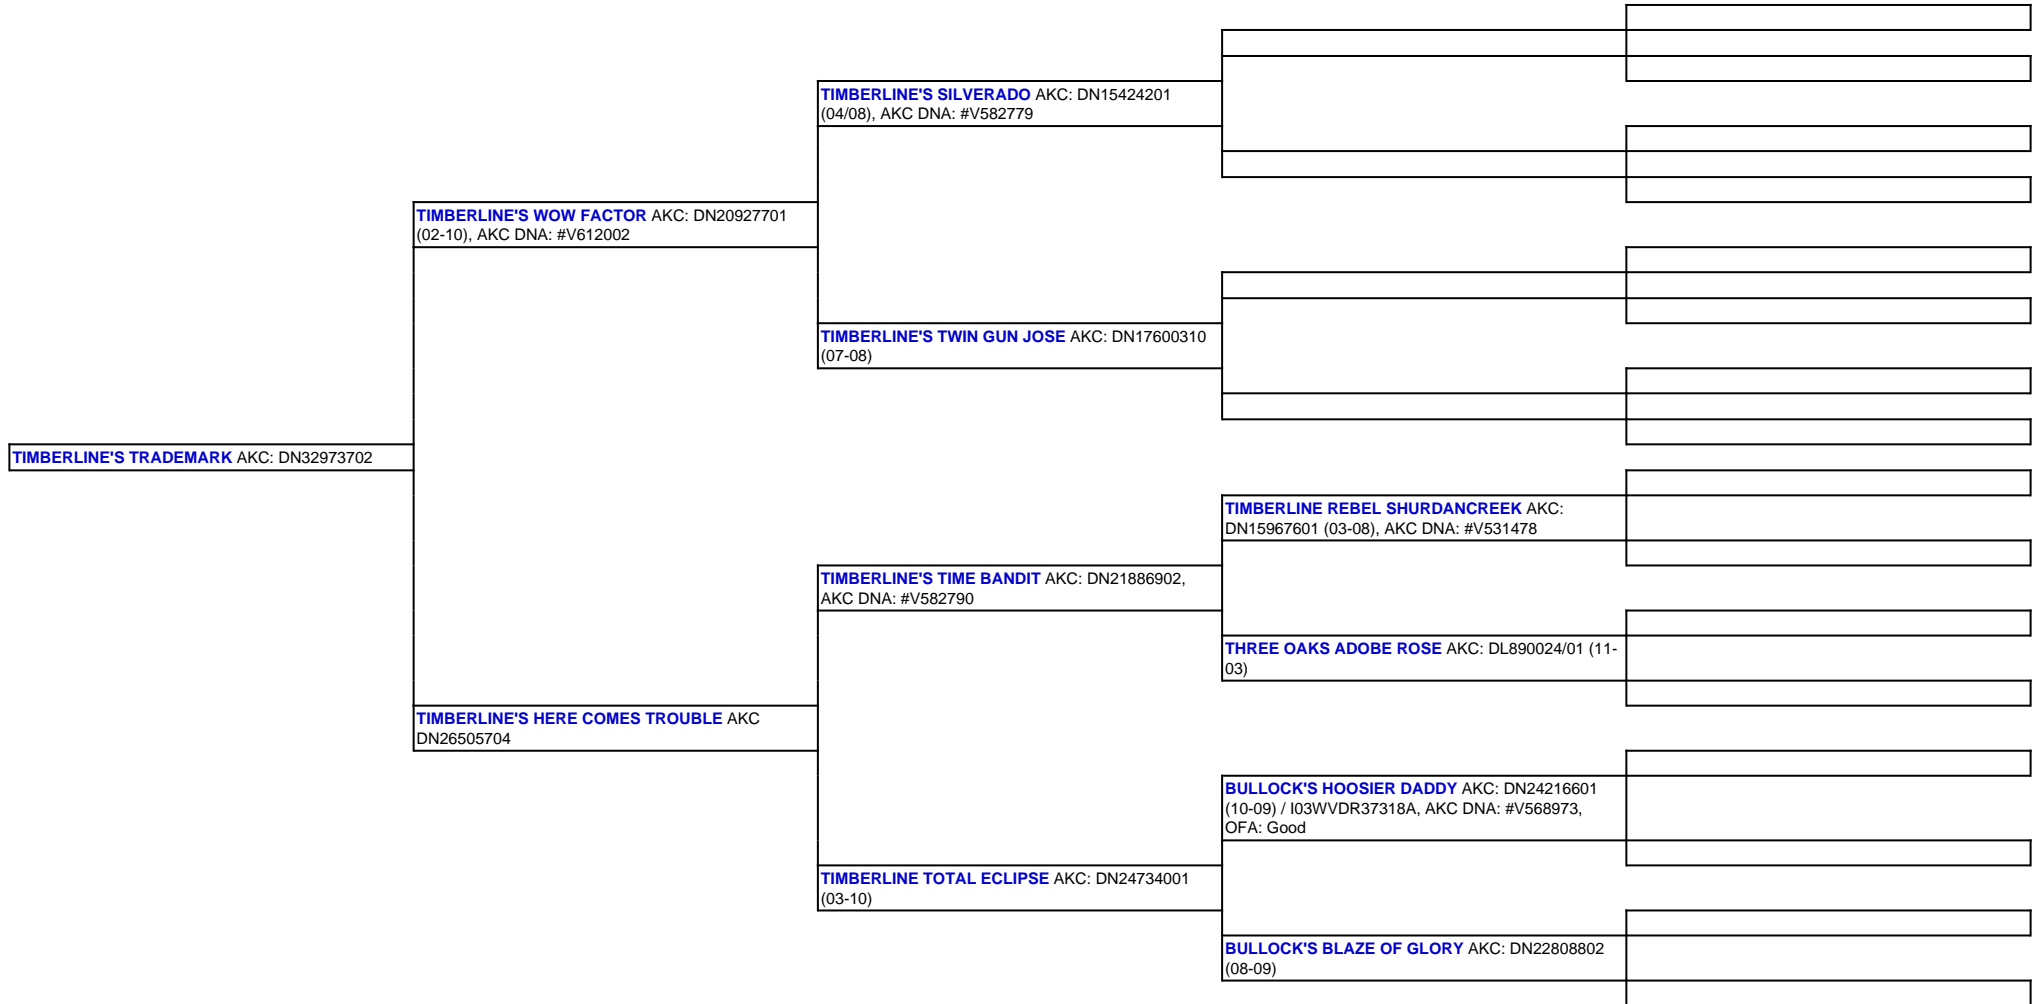 TIMBERLINE'S SILVERADO AKC: DN15424201
(04/08), AKC DNA: #V582779
TIMBERLINE'S WOW FACTOR AKC: DN20927701
(02-10), AKC DNA: #V612002
TIMBERLINE'S TWIN GUN JOSE AKC: DN17600310
(07-08)
TIMBERLINE'S TRADEMARK AKC: DN32973702
TIMBERLINE REBEL SHURDANCREEK AKC:
DN15967601 (03-08), AKC DNA: #V531478
TIMBERLINE'S TIME BANDIT AKC: DN21886902,
AKC DNA: #V582790
THREE OAKS ADOBE ROSE AKC: DL890024/01 (11-
03)
TIMBERLINE'S HERE COMES TROUBLE AKC
DN26505704
BULLOCK'S HOOSIER DADDY AKC: DN24216601
(10-09) / I03WVDR37318A, AKC DNA: #V568973,
OFA: Good
TIMBERLINE TOTAL ECLIPSE AKC: DN24734001
(03-10)
BULLOCK'S BLAZE OF GLORY AKC: DN22808802
(08-09)